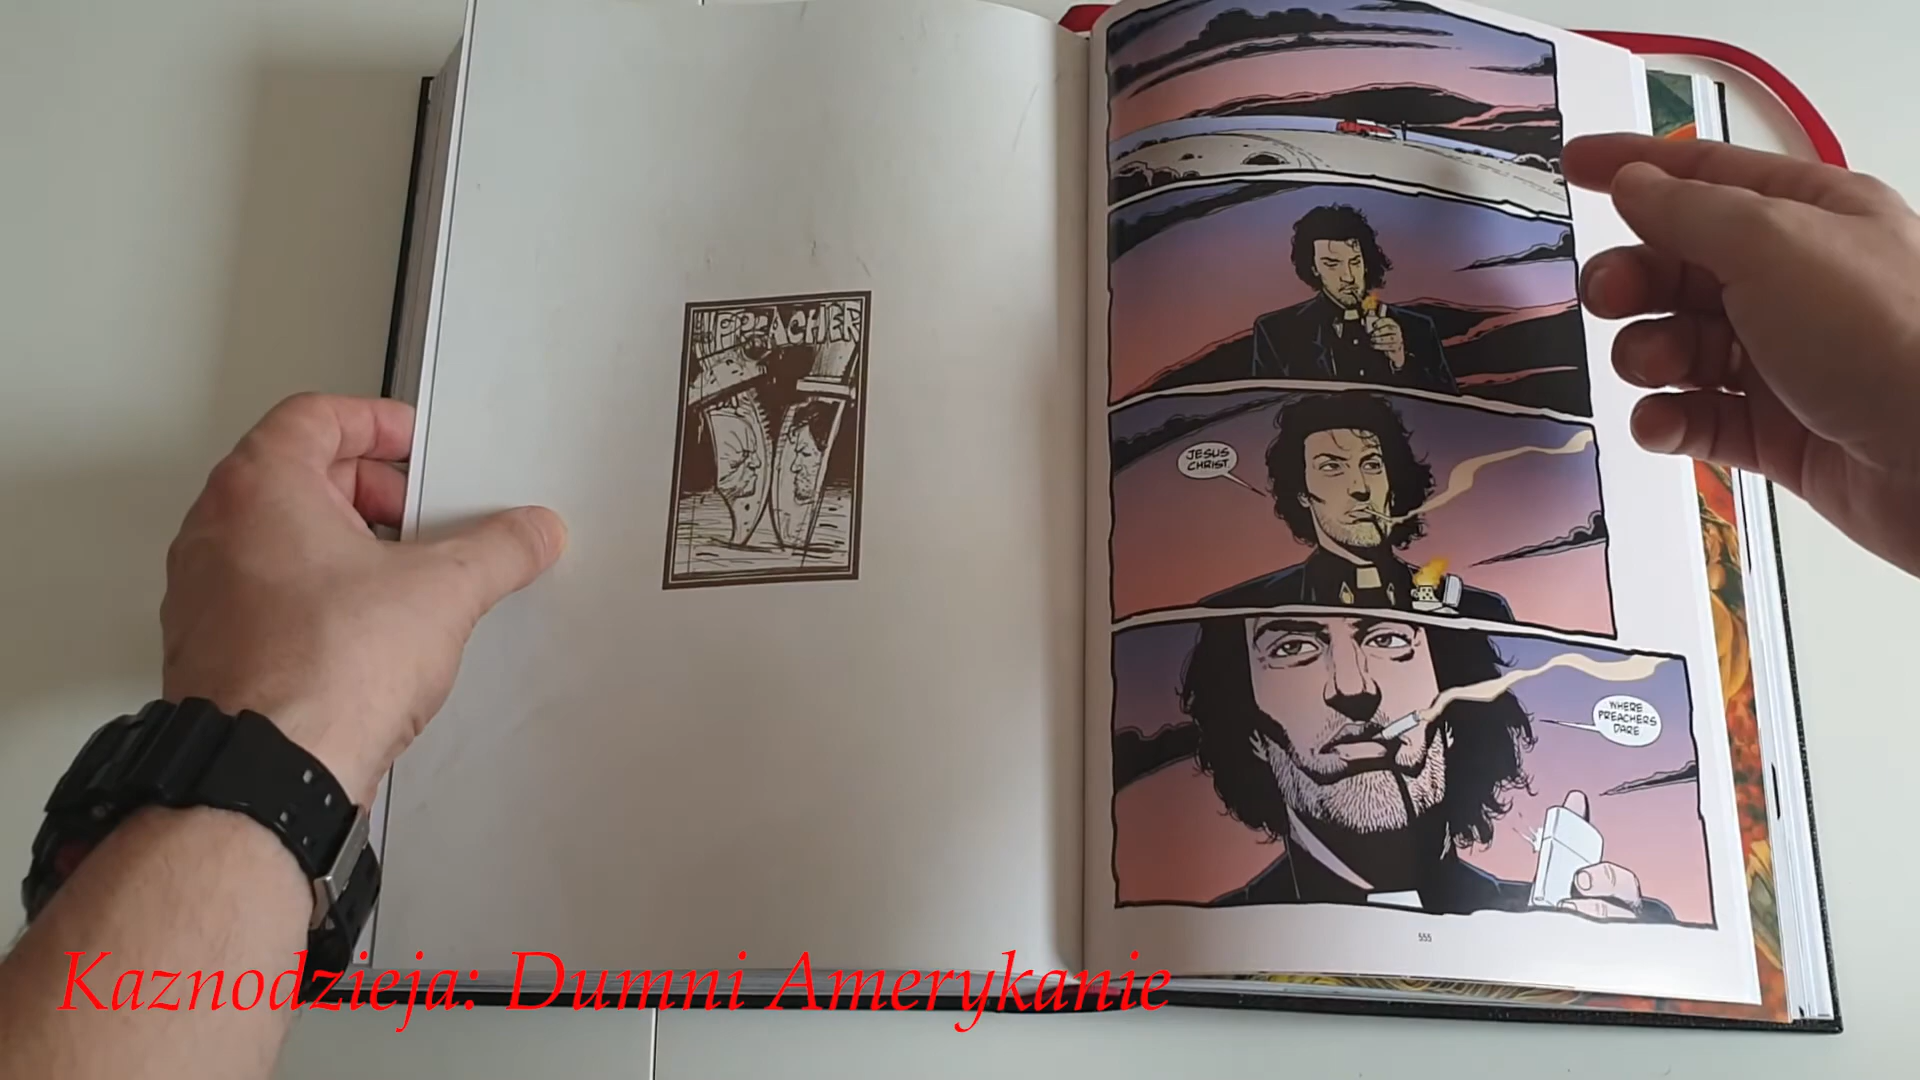 PREACHER
JESUS
CHRIST.
WHERE
PREACHERS
DARE
555
Kaznodzieja: Dumni Amerykanie